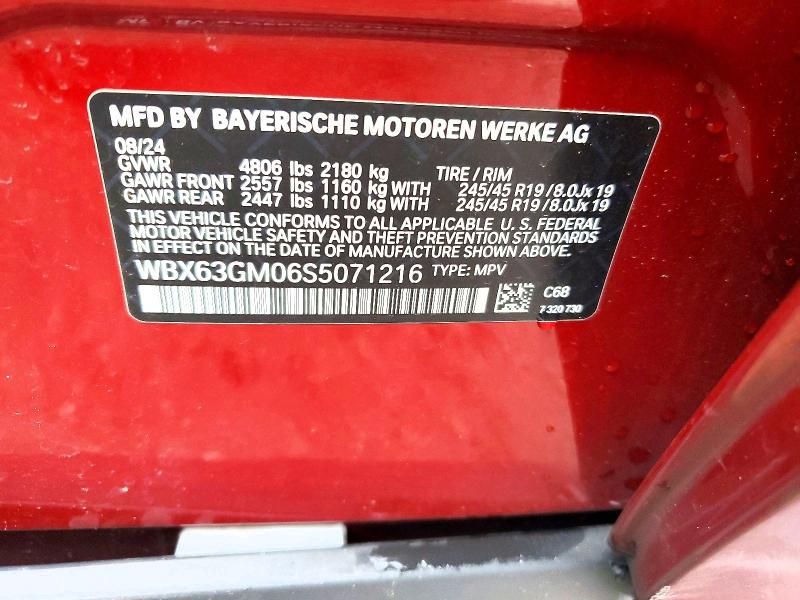 MFD BY BAYERISCHE MOTOREN WERKE AG
08/24
GVWR 4806 lbs 2180 kg TIRE / RIM
GAWR FRONT 2557 lbs 1160 kg WITH 245/45 R19 / 8.0Jx 19
GAWR REAR 2447 lbs 1110 kg WITH 245/45 R19 / 8.0Jx 19
THIS VEHICLE CONFORMS TO ALL APPLICABLE U. S. FEDERAL
MOTOR VEHICLE SAFETY AND THEFT PREVENTION STANDARDS
IN EFFECT ON THE DATE OF MANUFACTURE SHOWN ABOVE.
WBX63GM06S5071216 TYPE: MPV
C68
7 320 730